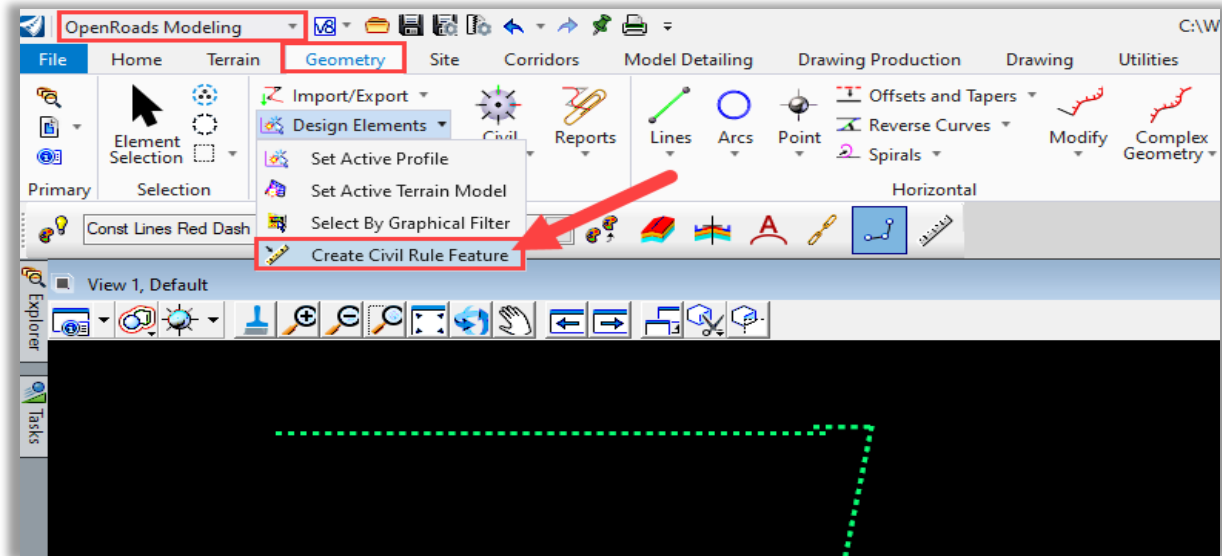 OpenRoads Modeling
V8
C:\W
File Home Terrain Geometry Site Corridors Model Detailing Drawing Production Drawing Utilities
Import/Export
Design Elements
Element
Selection
Civil
Reports
Lines
Arcs
Point
Offsets and Tapers
Reverse Curves
Spirals
Modify
Complex
Geometry
Primary
Selection
Horizontal
Set Active Profile
Set Active Terrain Model
Select By Graphical Filter
Create Civil Rule Feature
Const Lines Red Dash
Explorer
Tasks
View 1, Default